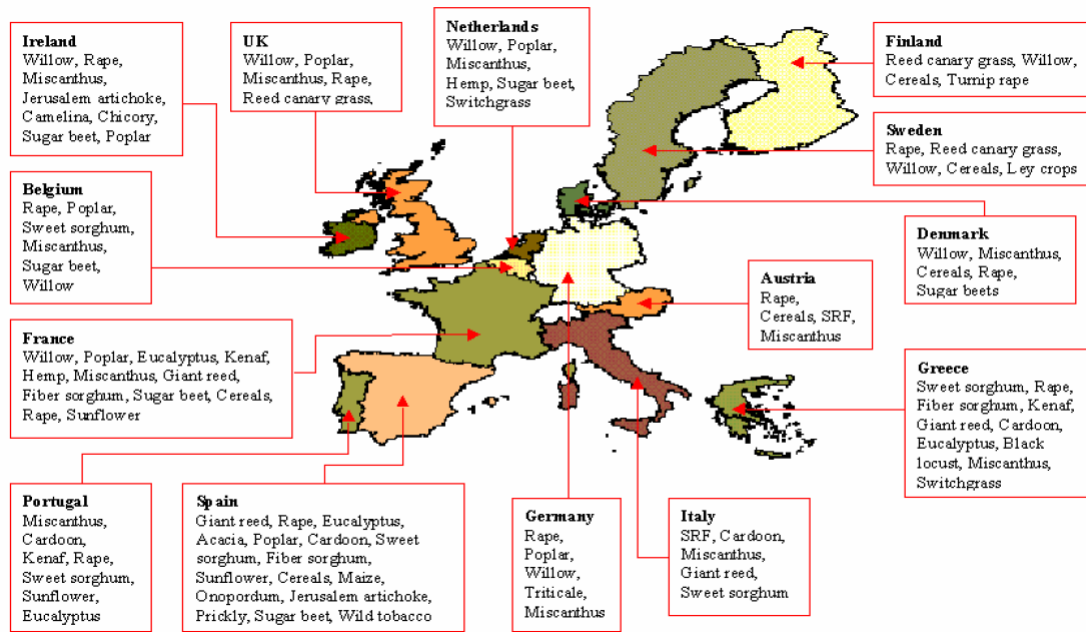 Ireland
Willow, Rape,
Miscanthus,
Jerusalem artichoke,
Camelina, Chicory,
Sugar beet, Poplar
UK
Willow, Poplar,
Miscanthus, Rape,
Reed canary grass,
Netherlands
Willow, Poplar,
Miscanthus,
Hemp, Sugar beet,
Switchgrass
Finland
Reed canary grass, Willow,
Cereals, Turnip rape
Sweden
Rape, Reed canary grass,
Willow, Cereals, Ley crops
Belgium
Rape, Poplar,
Sweet sorghum,
Miscanthus,
Sugar beet,
Willow
Denmark
Willow, Miscanthus,
Cereals, Rape,
Sugar beets
Austria
Rape,
Cereals, SRF,
Miscanthus
France
Willow, Poplar, Eucalyptus, Kenaf,
Hemp, Miscanthus, Giant reed,
Fiber sorghum, Sugar beet, Cereals,
Rape, Sunflower
Greece
Sweet sorghum, Rape,
Fiber sorghum, Kenaf,
Giant reed, Cardoon,
Eucalyptus, Black
locust, Miscanthus,
Switchgrass
Portugal
Miscanthus,
Cardoon,
Kenaf, Rape,
Sweet sorghum,
Sunflower,
Eucalyptus
Spain
Giant reed, Rape, Eucalyptus,
Acacia, Poplar, Cardoon, Sweet
sorghum, Fiber sorghum,
Sunflower, Cereals, Maize,
Onopordum, Jerusalem artichoke,
Prickly, Sugar beet, Wild tobacco
Germany
Rape,
Poplar,
Willow,
Triticale,
Miscanthus
Italy
SRF, Cardoon,
Miscanthus,
Giant reed,
Sweet sorghum